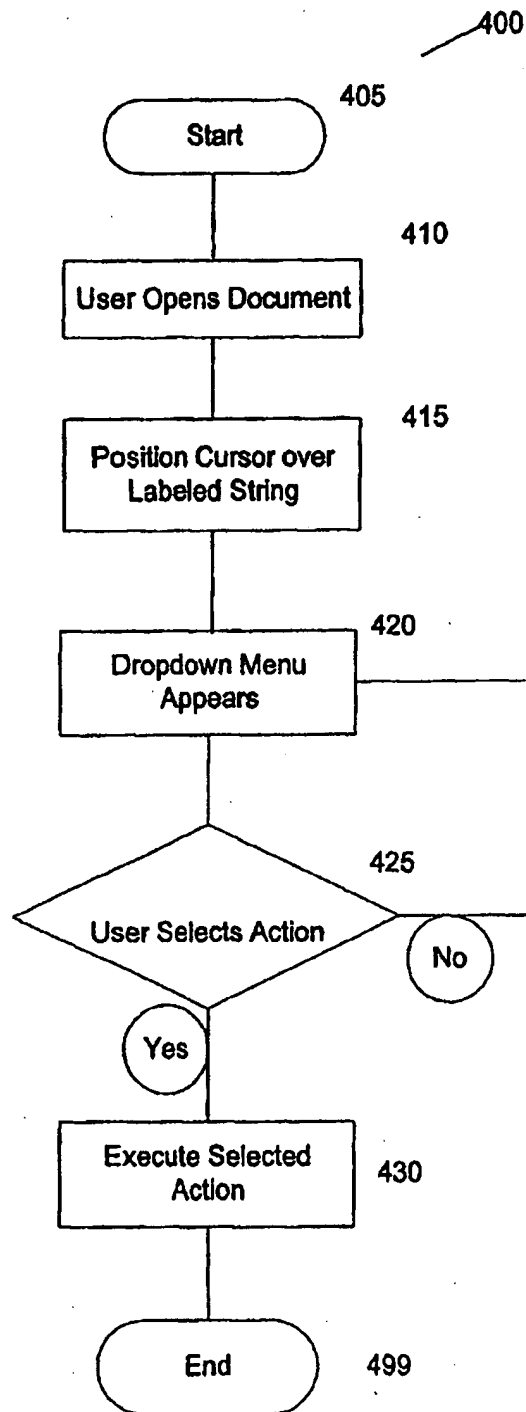 400
405
Start
410
User Opens Document
415
Position Cursor over
Labeled String
420
Dropdown Menu
Appears
425
User Selects Action
No
Yes
Execute Selected
Action
430
End
499